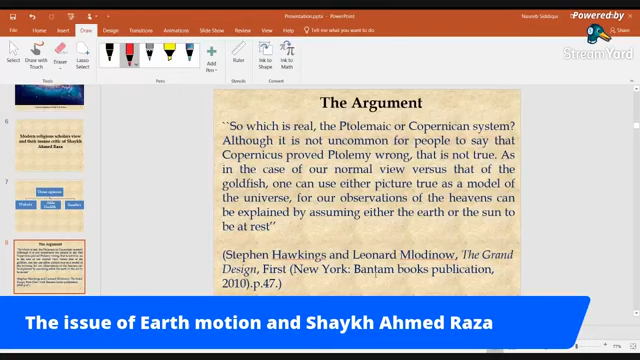 Presentation.pptx - PowerPoint
Naseeb Siddiqui
Powered by
StreamYard
File Home Insert Draw Design Transitions Animations Slide Show Review View Help Tell me what you want to do
Select
Draw with Touch
Eraser
Lasso Select
Add Pen
Ruler
Ink to Shape
Ink to Math
Tools
Pens
Stencils
Convert
6
Modern religious scholars view
and their insane critic of Shaykh
Ahmed Raza
7
8
The Argument
The Argument
``So which is real, the Ptolemaic or Copernican system?
Although it is not uncommon for people to say that
Copernicus proved Ptolemy wrong, that is not true. As
in the case of our normal view versus that of the
goldfish, one can use either picture true as a model of
the universe, for our observations of the heavens can
be explained by assuming either the earth or the sun to
be at rest’’
(Stephen Hawkings and Leonard Mlodinow, The Grand
Design, First (New York: Bantam books publication,
2010).p.47.)
The issue of Earth motion and Shaykh Ahmed Raza
77%